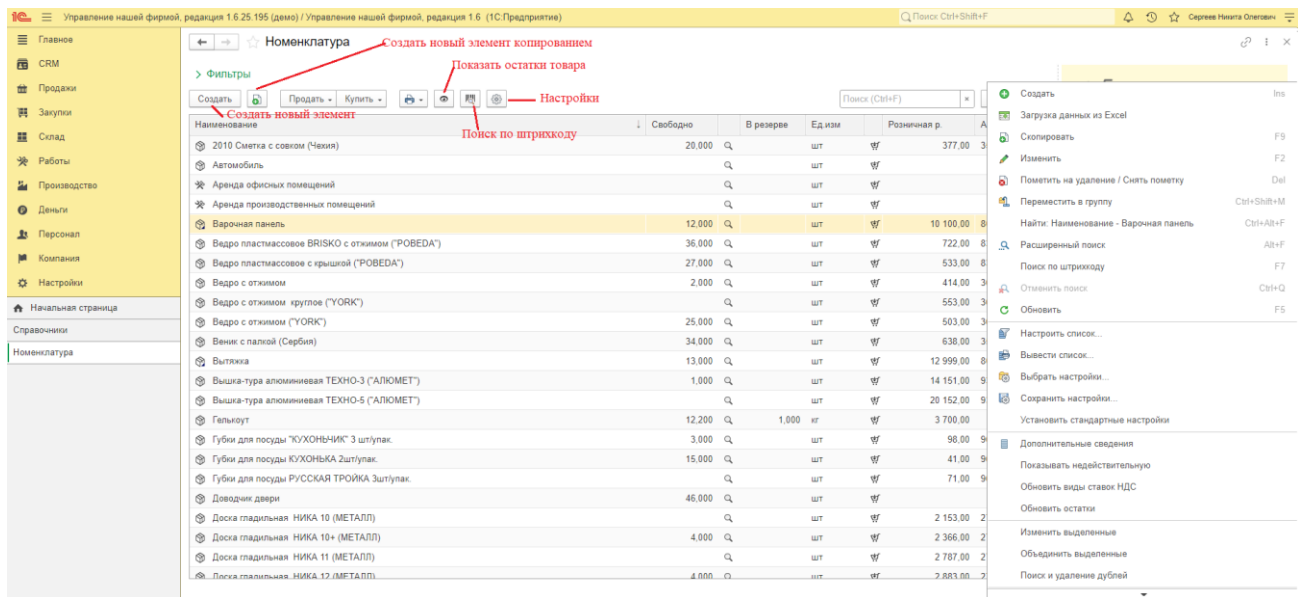 1С Управление нашей фирмой, редакция 1.6.25.195 (демо) / Управление нашей фирмой, редакция 1.6 (1С:Предприятие) Поиск Ctrl+Shift+F Сергеев Никита Олегович
Главное
CRM
Продажи
Закупки
Склад
Работы
Производство
Деньги
Персонал
Компания
Настройки
Начальная страница
Справочники
Номенклатура
Номенклатура
Создать новый элемент копированием
Фильтры
Показать остатки товара
Создать Продать Купить Настройки Поиск (Ctrl+F) ×
Создать новый элемент
Поиск по штрихкоду
Наименование ↓ Свободно В резерве Ед.изм Розничная р.
2010 Сметка с совком (Чехия) 20,000 шт 377,00
Автомобиль шт
Аренда офисных помещений шт
Аренда производственных помещений шт
Варочная панель 12,000 шт 10 100,00
Ведро пластмассовое BRISKO с отжимом ("POBEDA") 36,000 шт 722,00
Ведро пластмассовое с крышкой ("POBEDA") 27,000 шт 533,00
Ведро с отжимом 2,000 шт 414,00
Ведро с отжимом круглое ("YORK") шт 553,00
Ведро с отжимом ("YORK") 25,000 шт 503,00
Веник с палкой (Сербия) 34,000 шт 638,00
Вытяжка 13,000 шт 12 999,00
Вышка-тура алюминиевая ТЕХНО-3 ("АЛЮМЕТ") 1,000 шт 14 151,00
Вышка-тура алюминиевая ТЕХНО-5 ("АЛЮМЕТ") шт 20 152,00
Гелькоут 12,200 1,000 кг 3 700,00
Губки для посуды "КУХОНЬЧИК" 3 шт/упак. 3,000 шт 98,00
Губки для посуды КУХОНЬКА 2шт/упак. 15,000 шт 41,00
Губки для посуды РУССКАЯ ТРОЙКА 3шт/упак. шт 71,00
Доводчик двери 46,000 шт
Доска гладильная НИКА 10 (МЕТАЛЛ) шт 2 153,00
Доска гладильная НИКА 10+ (МЕТАЛЛ) 4,000 шт 2 366,00
Доска гладильная НИКА 11 (МЕТАЛЛ) шт 2 787,00
Доска гладильная НИКА 12 (МЕТАЛЛ) 4,000 шт 2 883,00
Создать Ins
Загрузка данных из Excel
Скопировать F9
Изменить F2
Пометить на удаление / Снять пометку Del
Переместить в группу Ctrl+Shift+M
Найти: Наименование - Варочная панель Ctrl+Alt+F
Расширенный поиск Alt+F
Поиск по штрихкоду F7
Отменить поиск Ctrl+Q
Обновить F5
Настроить список...
Вывести список...
Выбрать настройки...
Сохранить настройки...
Установить стандартные настройки
Дополнительные сведения
Показывать недействительную
Обновить виды ставок НДС
Обновить остатки
Изменить выделенные
Объединить выделенные
Поиск и удаление дублей